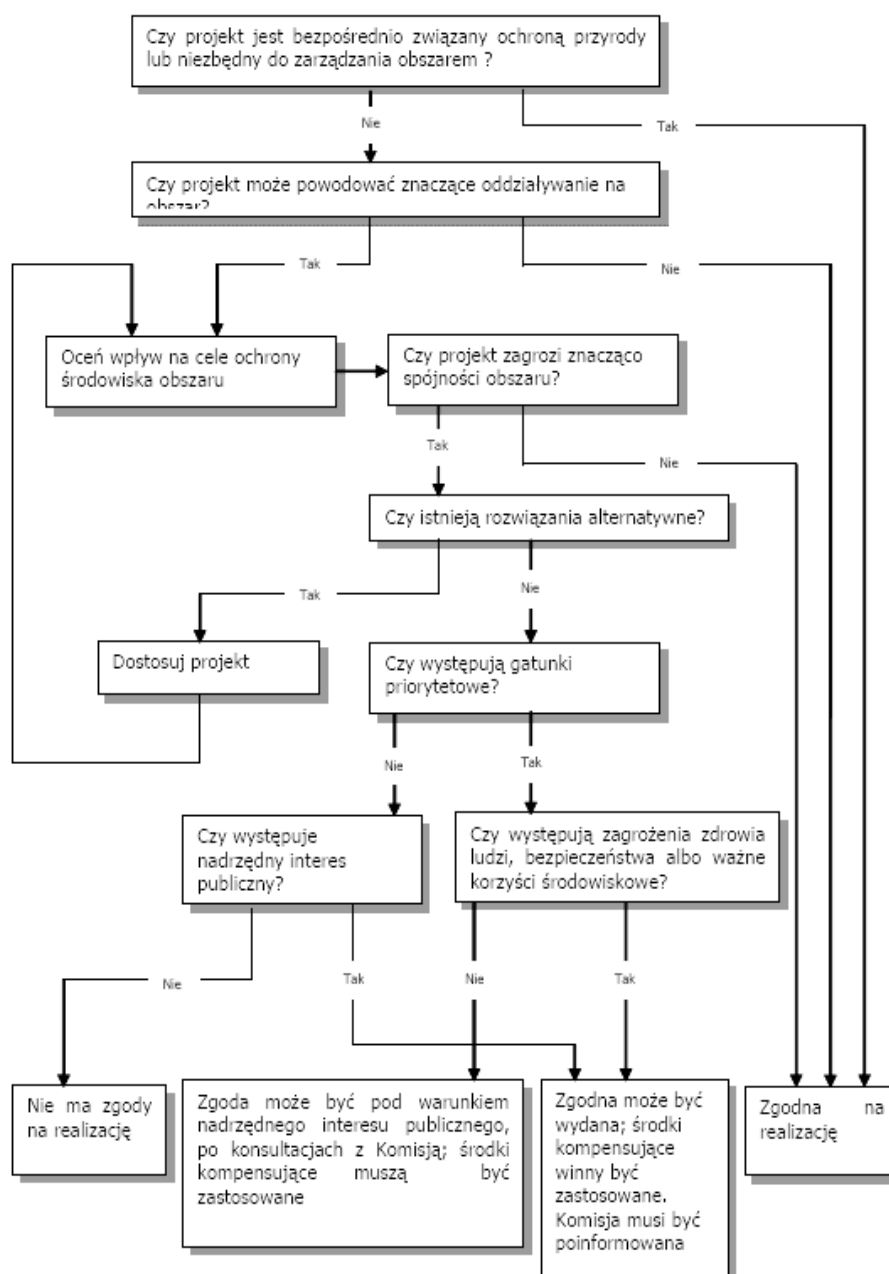 Czy projekt jest bezpośrednio związany ochroną przyrody
lub niezbędny do zarządzania obszarem ?
Nie
Tak
Czy projekt może powodować znaczące oddziaływanie na
obszar?
Tak
Nie
Oceń wpływ na cele ochrony
środowiska obszaru
Czy projekt zagrozi znacząco
spójności obszaru?
Tak
Nie
Czy istnieją rozwiązania alternatywne?
Tak
Nie
Dostosuj projekt
Czy występują gatunki
priorytetowe?
Nie
Tak
Czy występuje
nadrzędny interes
publiczny?
Czy występują zagrożenia zdrowia
ludzi, bezpieczeństwa albo ważne
korzyści środowiskowe?
Nie
Tak
Nie
Tak
Nie ma zgody
na realizację
Zgoda może być pod warunkiem
nadrzędnego interesu publicznego,
po konsultacjach z Komisją; środki
kompensujące muszą być
zastosowane
Zgodna może być
wydana; środki
kompensujące
winny być
zastosowane.
Komisja musi być
poinformowana
Zgodna na
realizację